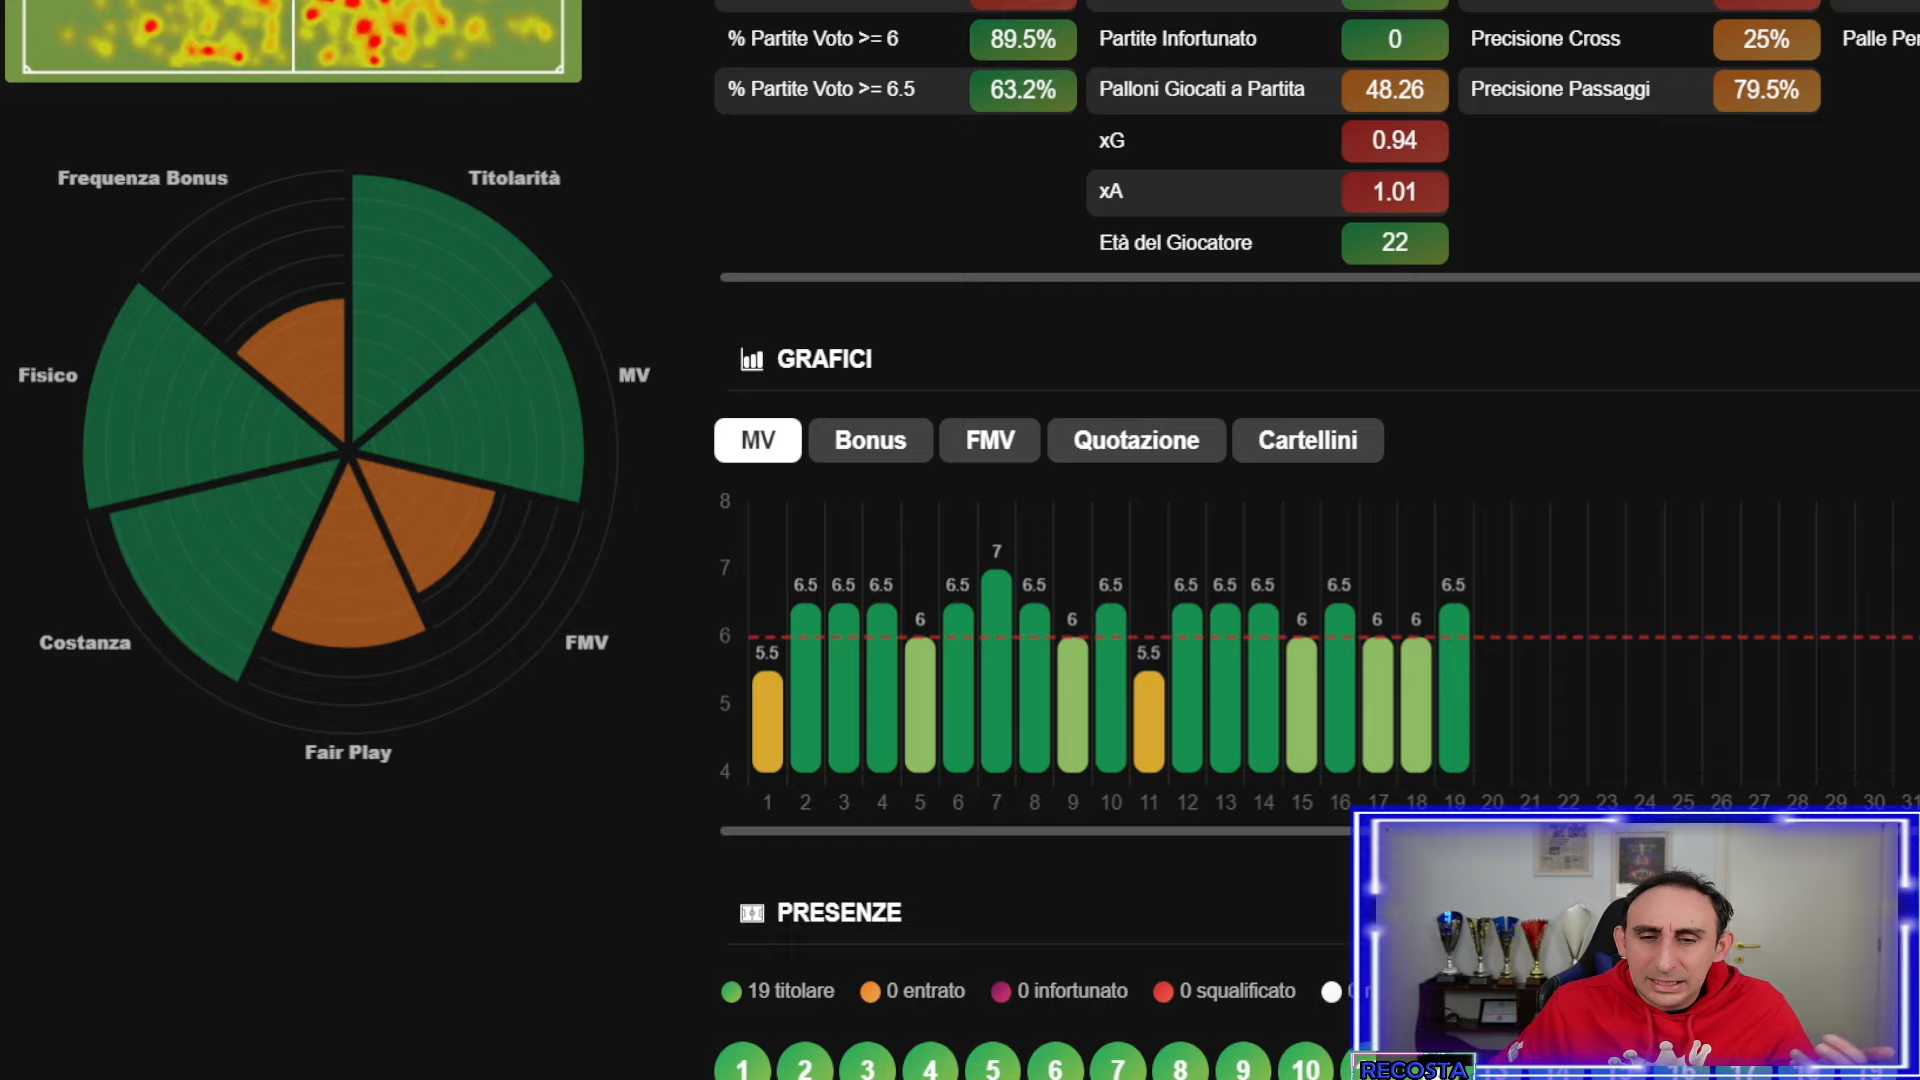 % Partite Voto >= 6 89.5% Partite Infortunato 0 Precisione Cross 25%
% Partite Voto >= 6.5 63.2% Palloni Giocati a Partita 48.26 Precisione Passaggi 79.5%
xG 0.94
xA 1.01
Età del Giocatore 22
Frequenza Bonus Titolarità
Fisico MV
Costanza FMV
Fair Play
GRAFICI
MV Bonus FMV Quotazione Cartellini
8
7
6
5
4
5.5 6.5 6.5 6.5 6 6.5 7 6.5 6 6.5 5.5 6.5 6.5 6.5 6 6.5 6 6 6.5
1 2 3 4 5 6 7 8 9 10 11 12 13 14 15 16 17 18 19 20 21 22 23 24 25 26 27 28 29 30 31
PRESENZE
19 titolare 0 entrato 0 infortunato 0 squalificato
1 2 3 4 5 6 7 8 9 10
RECOSTA